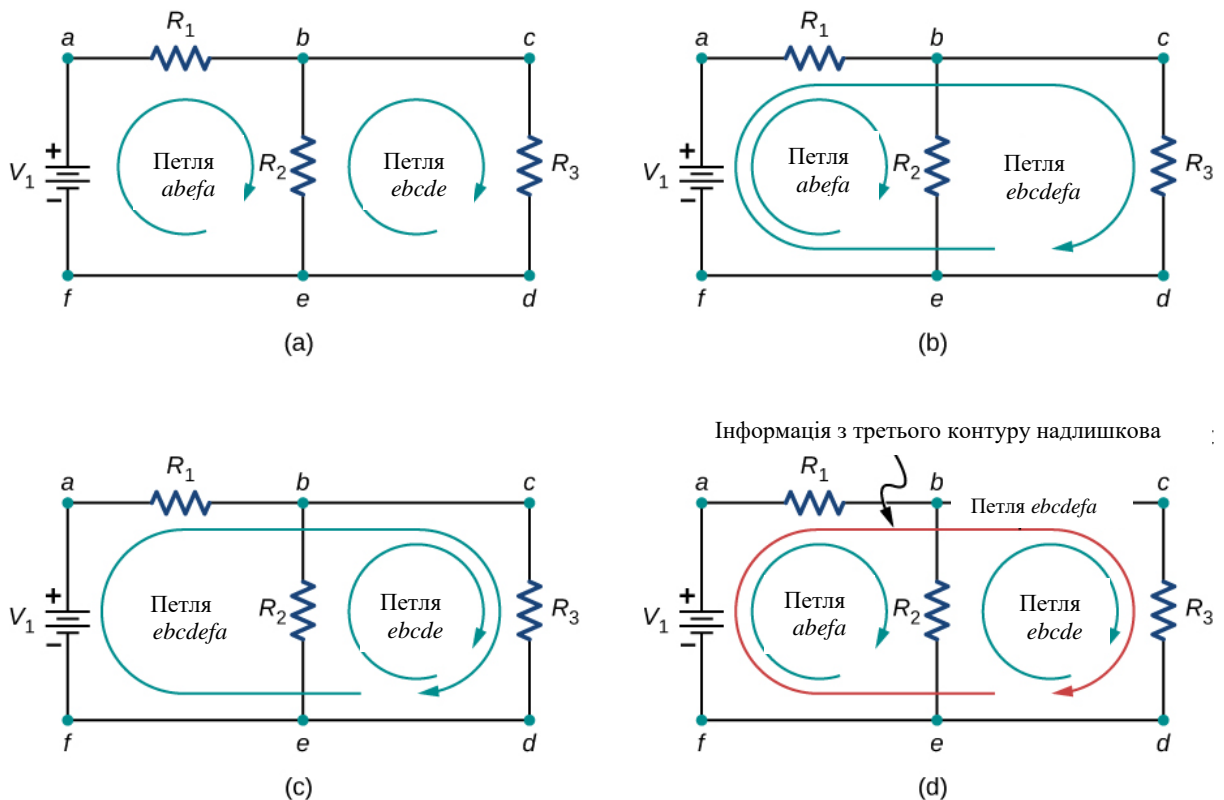 R1
a b c
V1
+
−
Петля
abefa
R2
Петля
ebcde
R3
f e d
(a)
R1
a b c
V1
+
−
Петля
abefa
R2
Петля
ebcdefa
R3
f e d
(b)
R1
a b c
V1
+
−
Петля
ebcdefa
R2
Петля
ebcde
R3
f e d
(c)
Інформація з третього контуру надлишкова
R1
a b c
Петля ebcdefa
V1
+
−
Петля
abefa
R2
Петля
ebcde
R3
f e d
(d)